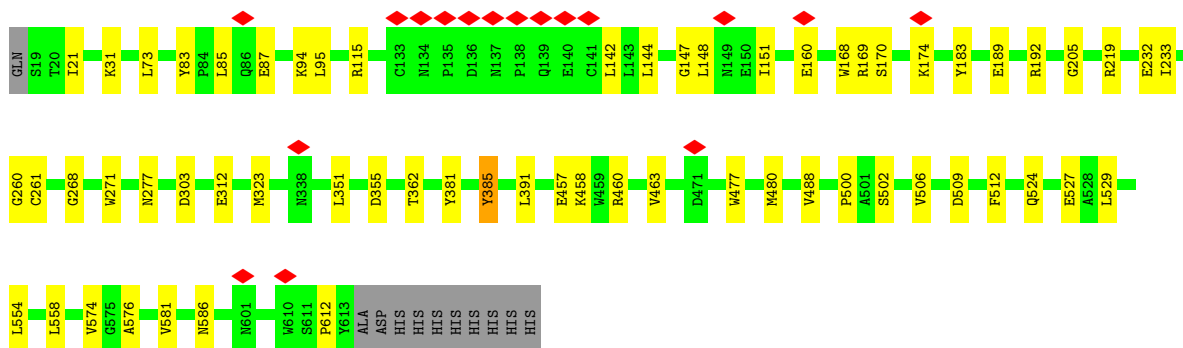 GLN S19 T20 I21 K31 L73 Y83 P84 L85 Q86 E87 K94 L95 R115 C133 N134 P135 D136 N137 P138 Q139 E140 C141 L142 L143 L144 G147 L148 N149 E150 I151 E160 W168 R169 S170 K174 Y183 E189 R192 G205 R219 E232 I233
G260 C261 G268 W271 N277 D303 E312 M323 N338 L351 D355 T362 Y381 Y385 L391 E457 K458 W459 R460 V463 D471 W477 M480 V488 P500 A501 S502 V506 D509 F512 Q524 E527 A528 L529
L554 L558 V574 G575 A576 V581 N586 N601 W610 S611 P612 Y613 ALA ASP HIS HIS HIS HIS HIS HIS HIS HIS